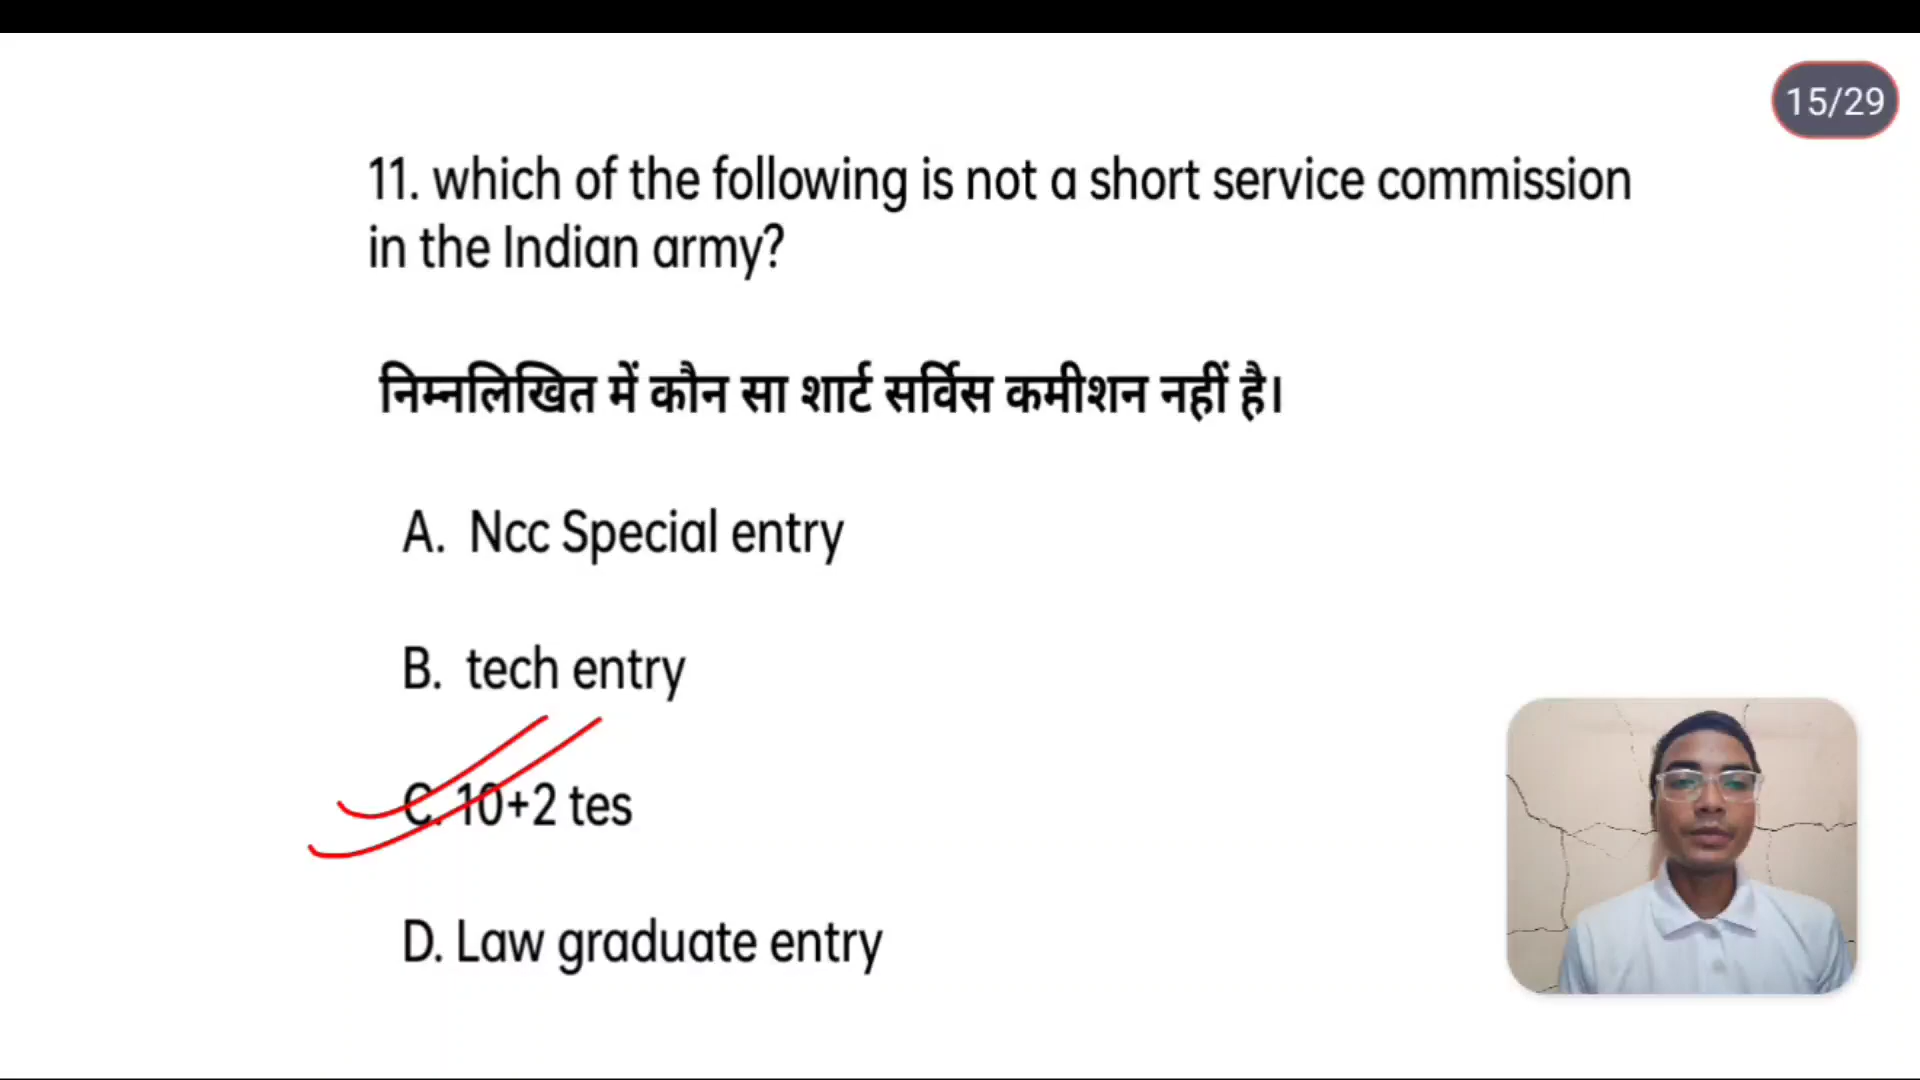 15/29
11. which of the following is not a short service commission
in the Indian army?
निम्नलिखित में कौन सा शार्ट सर्विस कमीशन नहीं है।
A. Ncc Special entry
B. tech entry
C. 10+2 tes
D. Law graduate entry